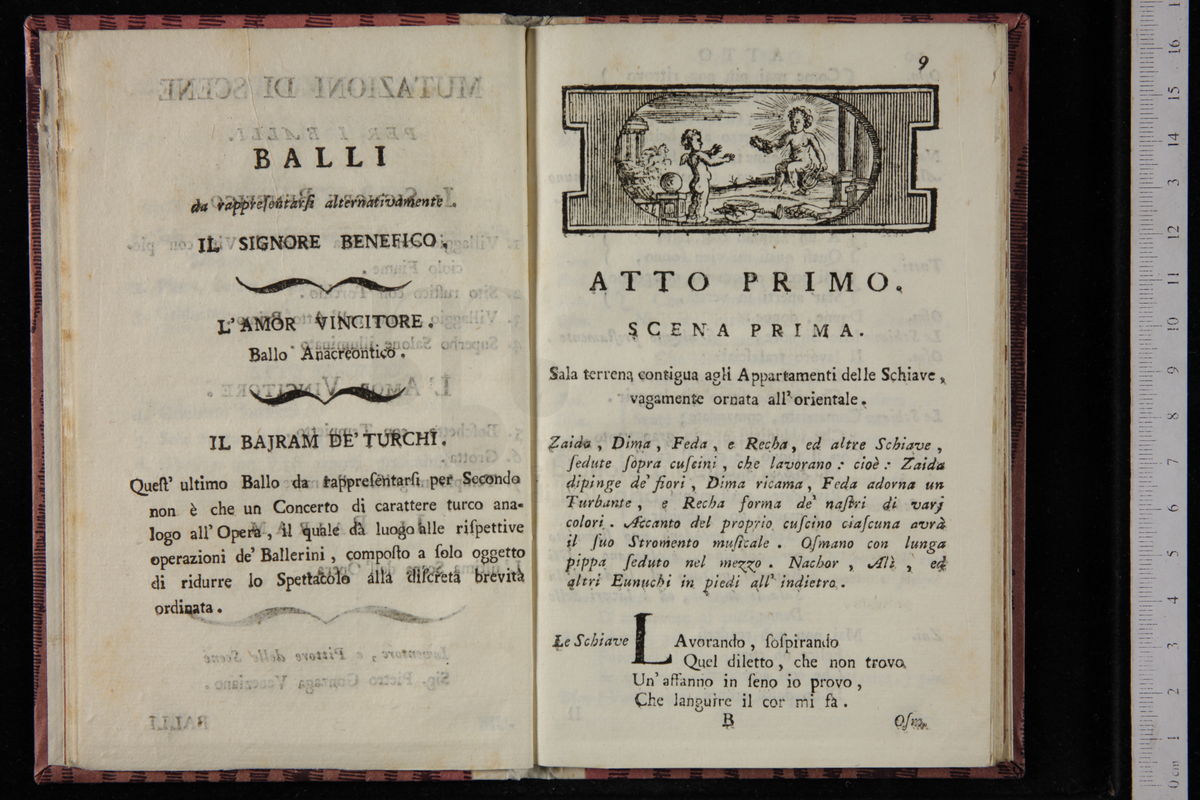 BALLI
da rappreſentarſi alternativamente.
IL SIGNORE BENEFICO.
L'AMOR VINCITORE.
Ballo Anacreontico.
IL BAJRAM DE' TURCHI.
Queſt' ultimo Ballo da rappreſentarſi per Secondo
non è che un Concerto di carattere turco ana-
logo all' Opera, il quale dà luogo alle riſpettive
operazioni de' Ballerini, compoſto a ſolo oggetto
di ridurre lo Spettacolo alla diſcreta brevità
ordinata.
9
ATTO PRIMO.
SCENA PRIMA.
Sala terrena contigua agli Appartamenti delle Schiave,
vagamente ornata all' orientale.
Zaida, Dima, Feda, e Recha, ed altre Schiave,
ſedute ſopra cuſcini, che lavorano: cioè: Zaida
dipinge de' fiori, Dima ricama, Feda adorna un
Turbante, e Recha forma de' naſtri di varj
colori. Accanto del proprio cuſcino ciaſcuna avrà
il ſuo Stromento muſicale. Oſmano con lunga
pippa ſeduto nel mezzo. Nachor, Alì, ed
altri Eunuchi in piedi all' indietro.
Le Schiave LAvorando, ſoſpirando
Quel diletto, che non trovo,
Un' affanno in ſeno io provo,
Che languire il cor mi fà.
B Oſm.